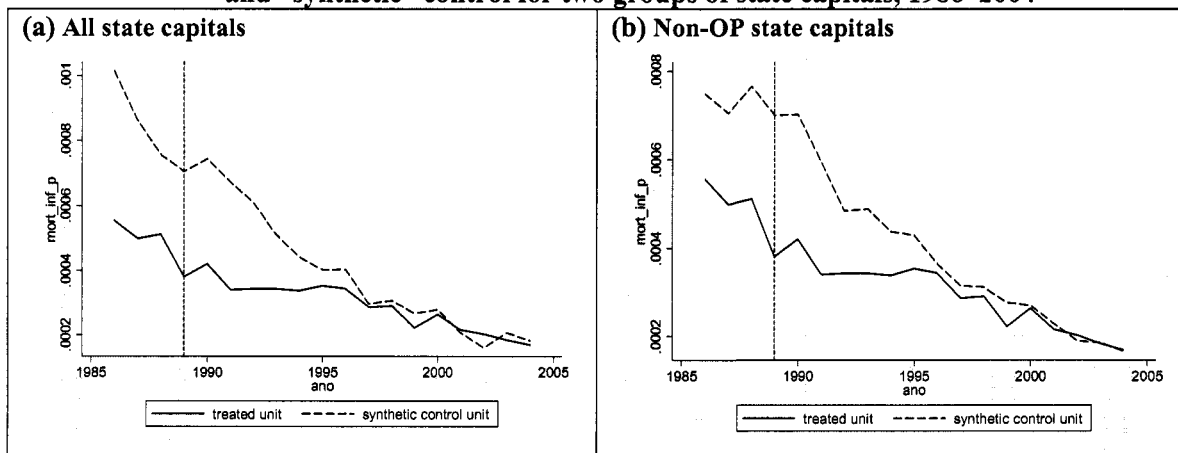 and "synthetic" control for two groups of state capitals, 1986–2004
(a) All state capitals
mort_inf_p
.001
.0008
.0006
.0004
.0002
1985
1990
1995
2000
2005
ano
treated unit
synthetic control unit
(b) Non-OP state capitals
mort_inf_p
.0008
.0006
.0004
.0002
1985
1990
1995
2000
2005
ano
treated unit
synthetic control unit